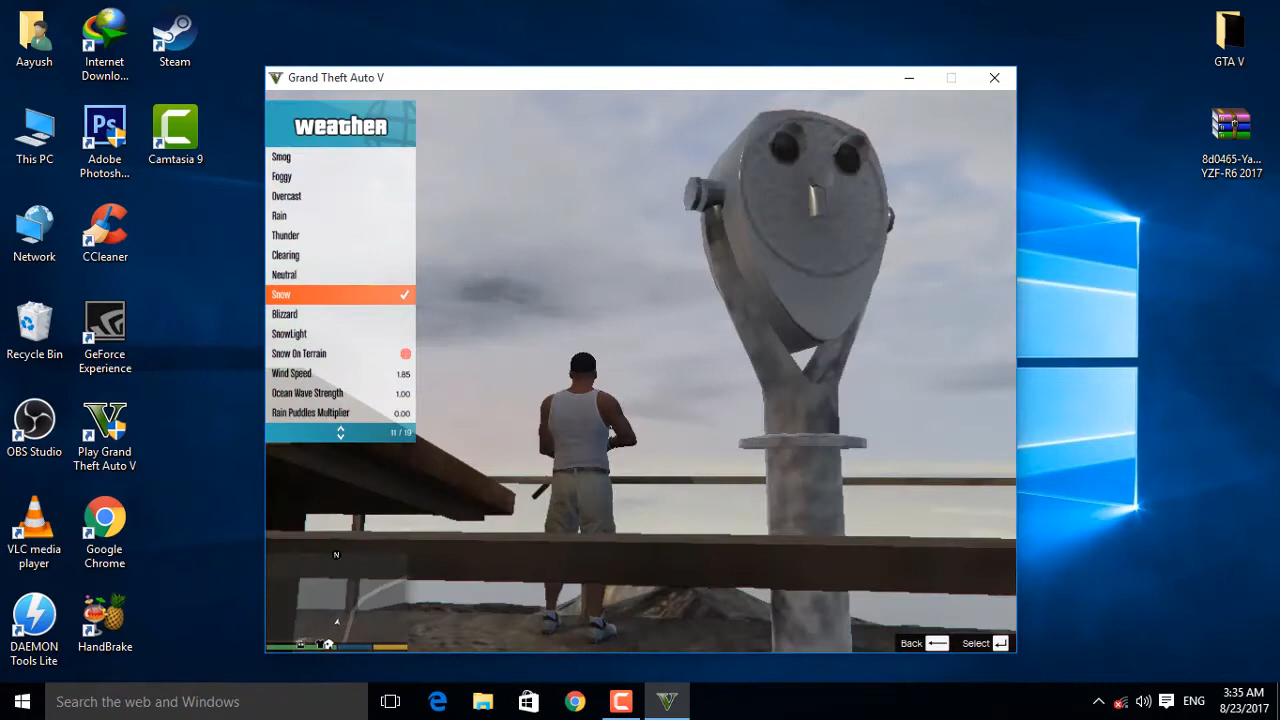 Aayush
Internet Downlo...
Steam
GTA V
This PC
Ps
Adobe Photosh...
Camtasia 9
8d0465-Ya... YZF-R6 2017
Network
CCleaner
Recycle Bin
GeForce Experience
OBS Studio
Play Grand Theft Auto V
VLC media player
Google Chrome
DAEMON Tools Lite
HandBrake
Grand Theft Auto V
weather
Smog
Foggy
Overcast
Rain
Thunder
Clearing
Neutral
Snow
Blizzard
SnowLight
Snow On Terrain
Wind Speed 1.85
Ocean Wave Strength 1.00
Rain Puddles Multiplier 0.00
11 / 19
N
Back
Select
Search the web and Windows
ENG
3:35 AM
8/23/2017